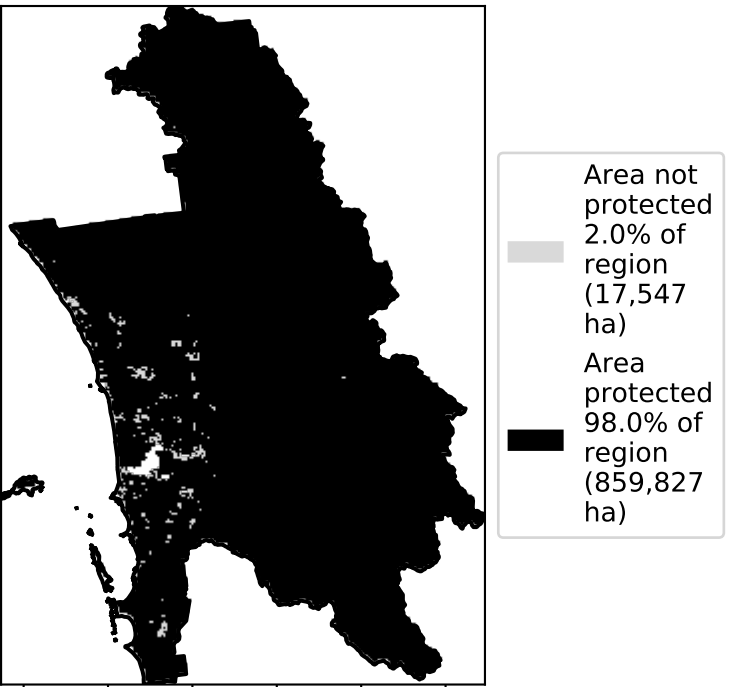 Area not
protected
2.0% of
region
(17,547
ha)
Area
protected
98.0% of
region
(859,827
ha)